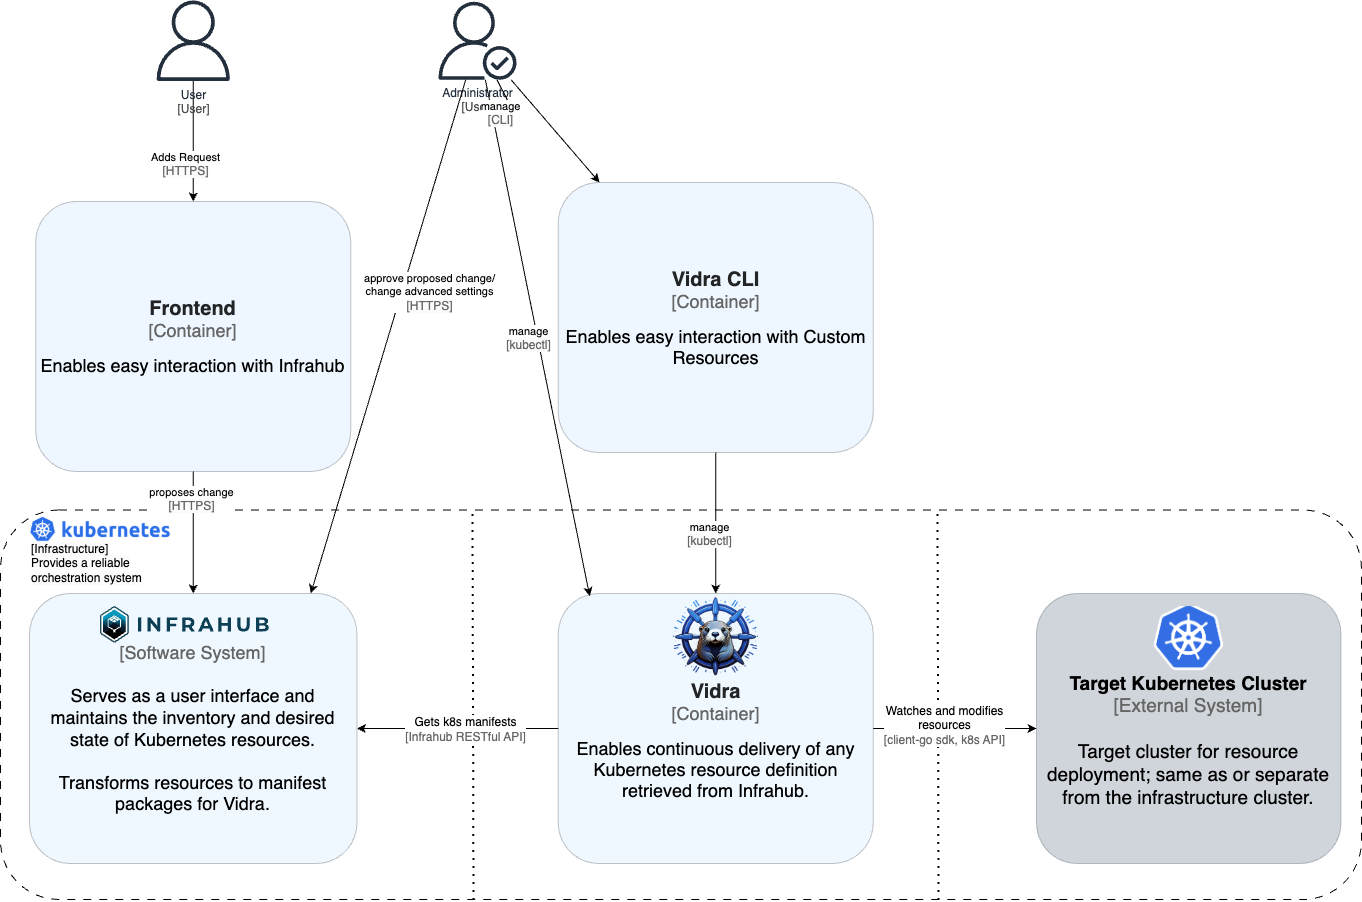 User
[User]
Administrator
[Us
manage
[CLI]
Adds Request
[HTTPS]
Frontend
[Container]
Enables easy interaction with Infrahub
approve proposed change/
change advanced settings
[HTTPS]
manage
[kubectl]
Vidra CLI
[Container]
Enables easy interaction with Custom
Resources
proposes change
[HTTPS]
manage
[kubectl]
kubernetes
[Infrastructure]
Provides a reliable
orchestration system
INFRAHUB
[Software System]
Serves as a user interface and
maintains the inventory and desired
state of Kubernetes resources.
Transforms resources to manifest
packages for Vidra.
Gets k8s manifests
[Infrahub RESTful API]
Vidra
[Container]
Enables continuous delivery of any
Kubernetes resource definition
retrieved from Infrahub.
Watches and modifies
resources
[client-go sdk, k8s API]
Target Kubernetes Cluster
[External System]
Target cluster for resource
deployment; same as or separate
from the infrastructure cluster.